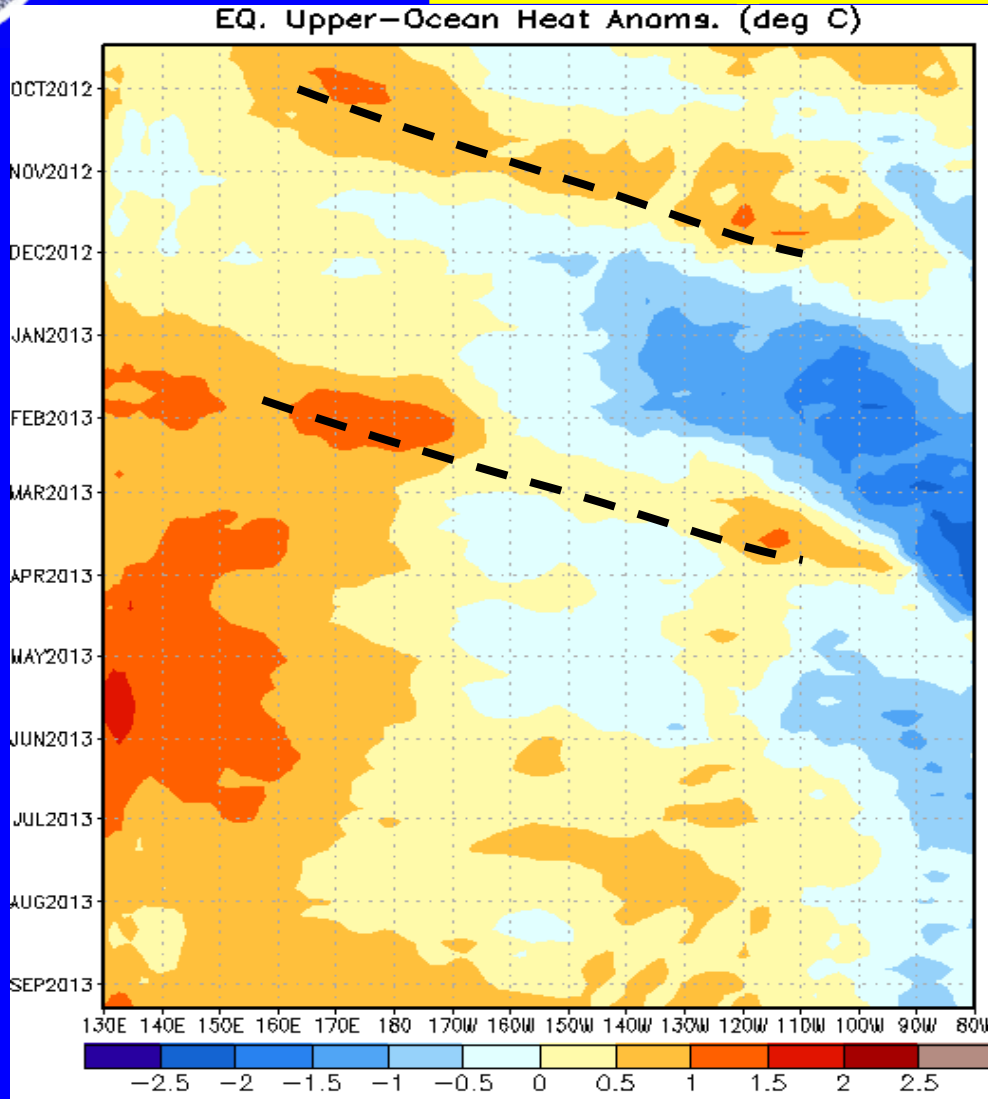 EQ. Upper-Ocean Heat Anoms. (deg C)
OCT2012
NOV2012
DEC2012
JAN2013
FEB2013
MAR2013
APR2013
MAY2013
JUN2013
JUL2013
AUG2013
SEP2013
130E 140E 150E 160E 170E 180 170W 160W 150W 140W 130W 120W 110W 100W 90W 80W
-2.5 -2 -1.5 -1 -0.5 0 0.5 1 1.5 2 2.5